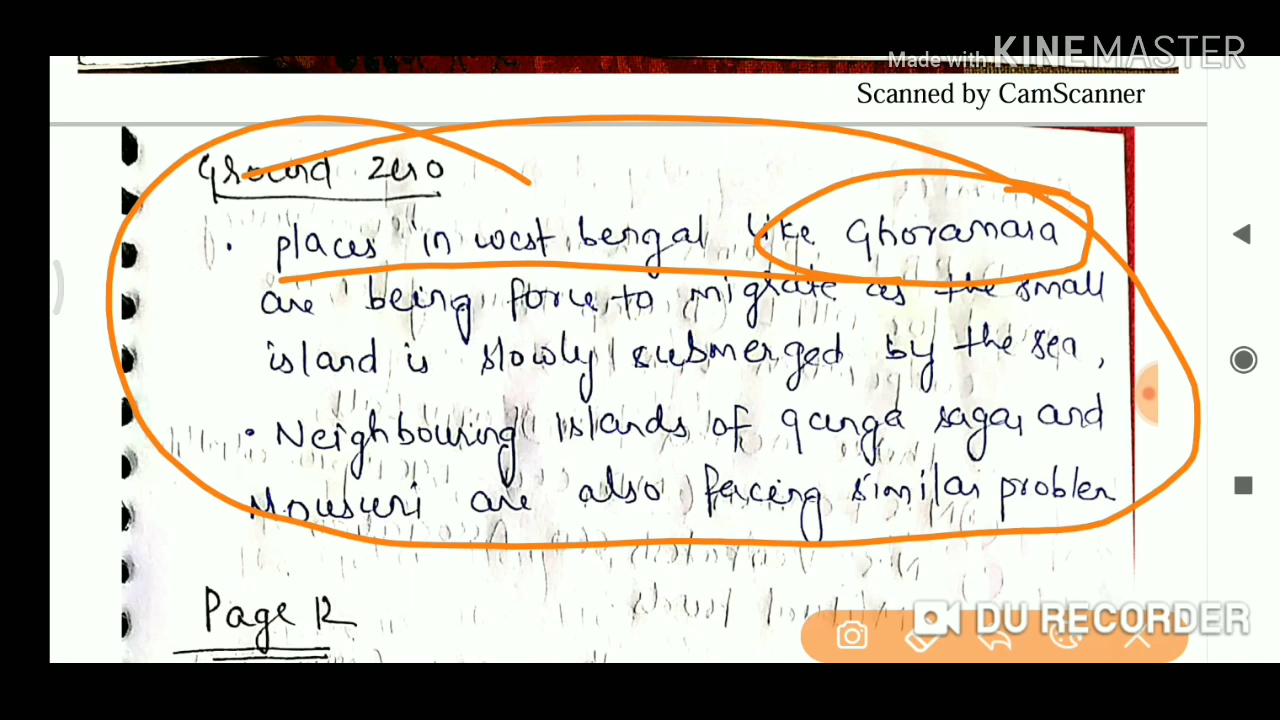 Made with KINEMASTER
Scanned by CamScanner
Ground zero
. places in west bengal like Ghoramara
are being force to migrate as the small
island is slowly submerged by the sea,
. Neighbouring islands of ganga sagar and
Mousuni are also facing similar problem
Page 12
DU RECORDER